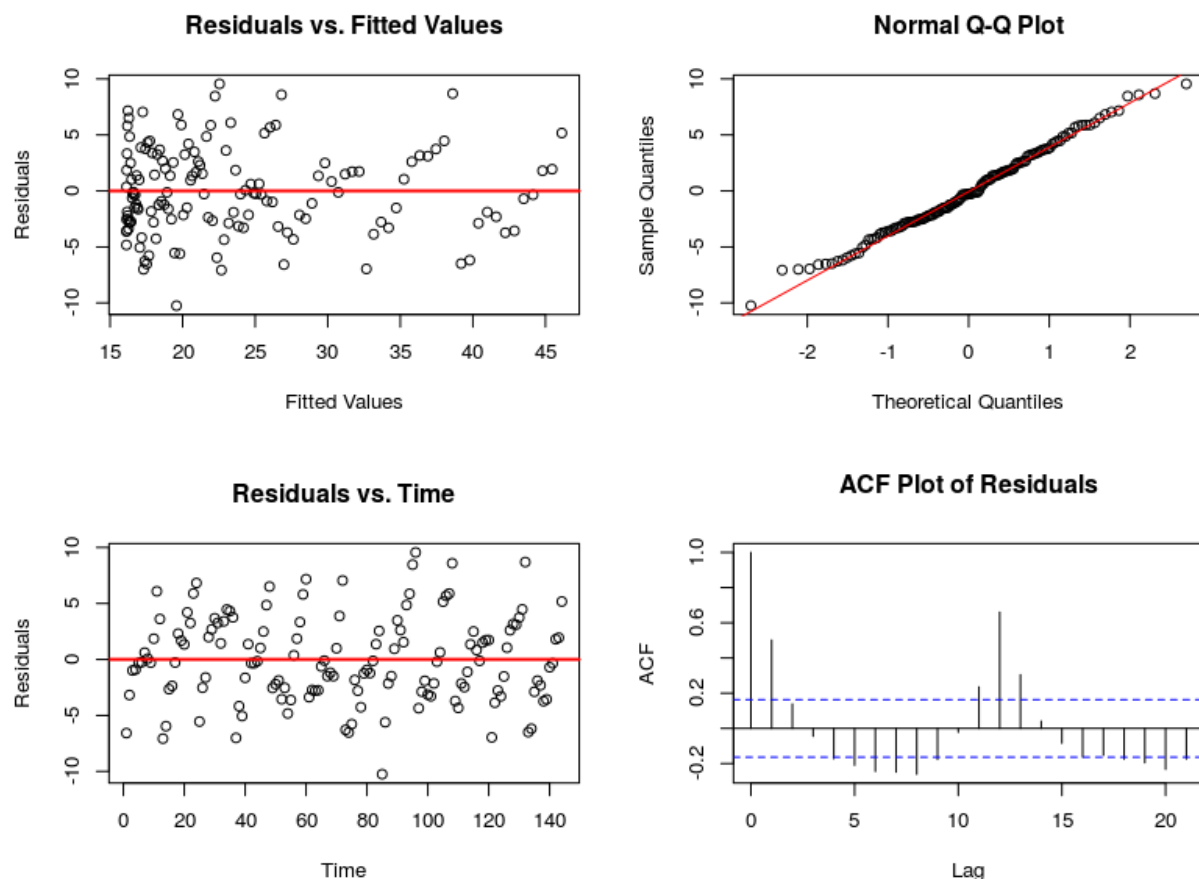 Residuals vs. Fitted Values
Residuals
10
5
0
-5
-10
15 20 25 30 35 40 45
Fitted Values
Normal Q-Q Plot
Sample Quantiles
10
5
0
-5
-10
-2 -1 0 1 2
Theoretical Quantiles
Residuals vs. Time
Residuals
10
5
0
-5
-10
0 20 40 60 80 100 120 140
Time
ACF Plot of Residuals
ACF
1.0
0.6
0.2
-0.2
0 5 10 15 20
Lag